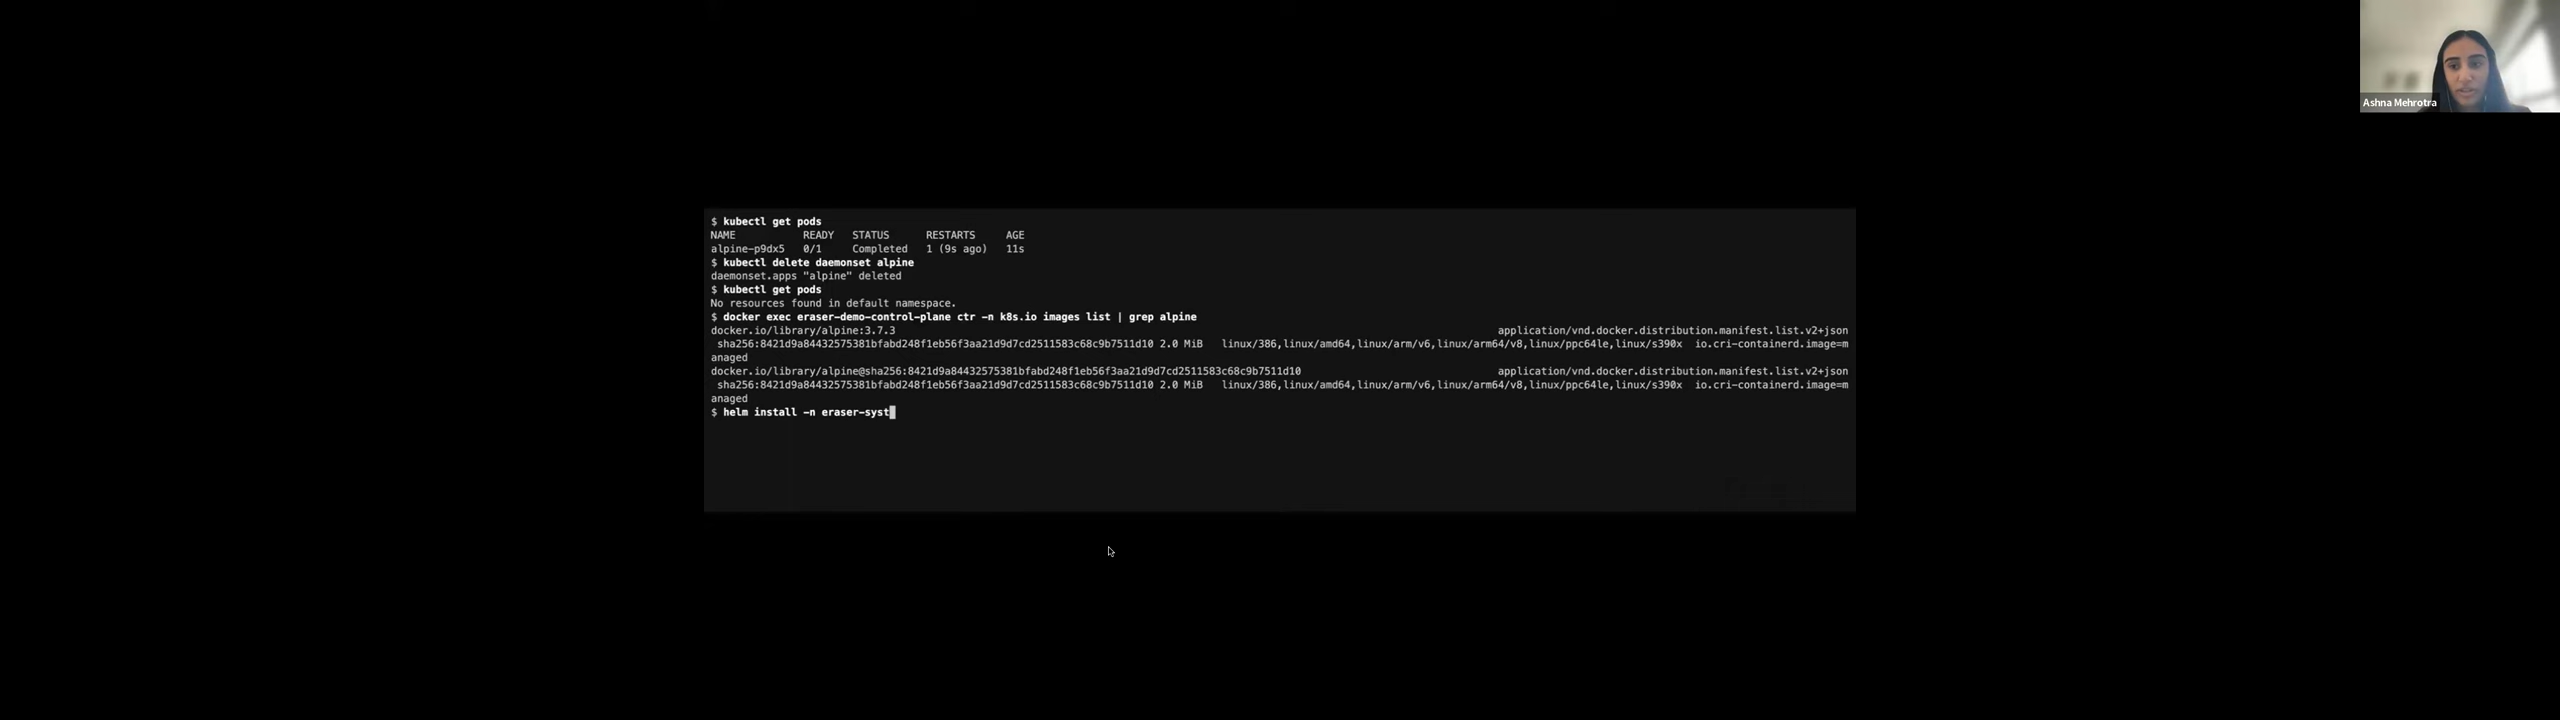 $ kubectl get pods
NAME READY STATUS RESTARTS AGE
alpine-p9dx5 0/1 Completed 1 (9s ago) 11s
$ kubectl delete daemonset alpine
daemonset.apps "alpine" deleted
$ kubectl get pods
No resources found in default namespace.
$ docker exec eraser-demo-control-plane ctr -n k8s.io images list | grep alpine
docker.io/library/alpine:3.7.3 application/vnd.docker.distribution.manifest.list.v2+json
sha256:8421d9a84432575381bfabd248f1eb56f3aa21d9d7cd2511583c68c9b7511d10 2.0 MiB linux/386,linux/amd64,linux/arm/v6,linux/arm64/v8,linux/ppc64le,linux/s390x io.cri-containerd.image=m
anaged
docker.io/library/alpine@sha256:8421d9a84432575381bfabd248f1eb56f3aa21d9d7cd2511583c68c9b7511d10 application/vnd.docker.distribution.manifest.list.v2+json
sha256:8421d9a84432575381bfabd248f1eb56f3aa21d9d7cd2511583c68c9b7511d10 2.0 MiB linux/386,linux/amd64,linux/arm/v6,linux/arm64/v8,linux/ppc64le,linux/s390x io.cri-containerd.image=m
anaged
$ helm install -n eraser-syst
Ashna Mehrotra